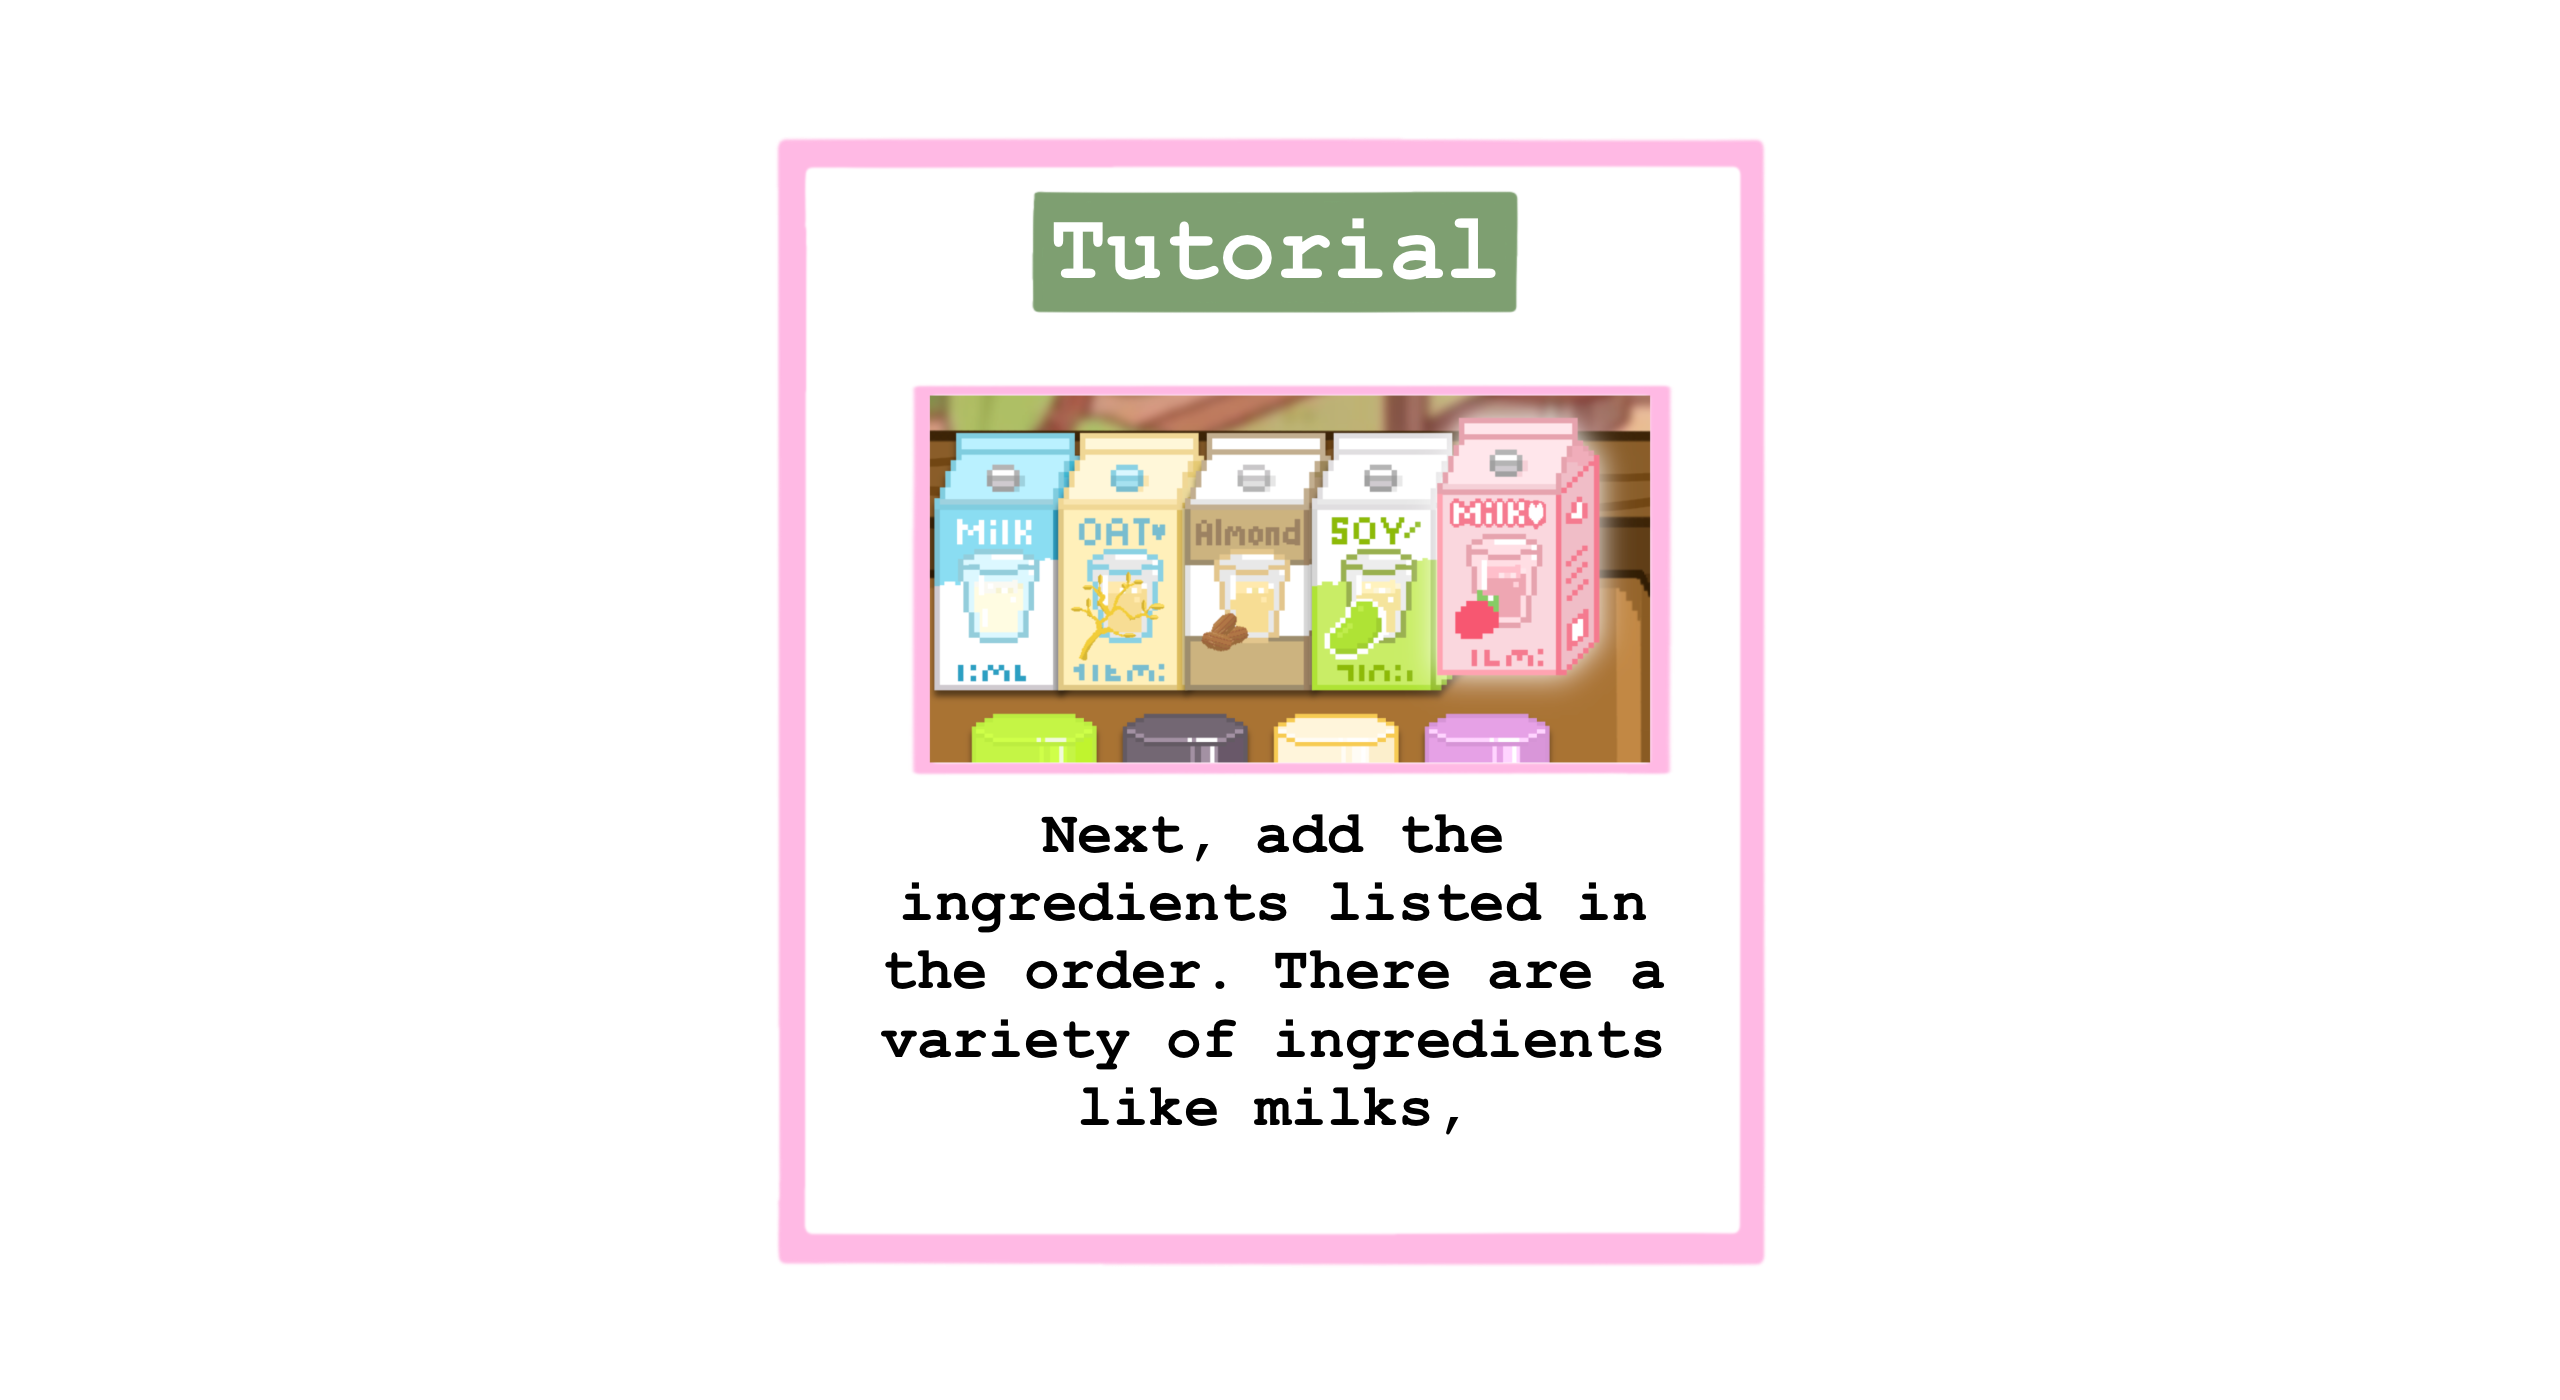 Tutorial
Milk
OAT♥
Almond
SOY
MilK♥
Next, add the
ingredients listed in
the order. There are a
variety of ingredients
like milks,